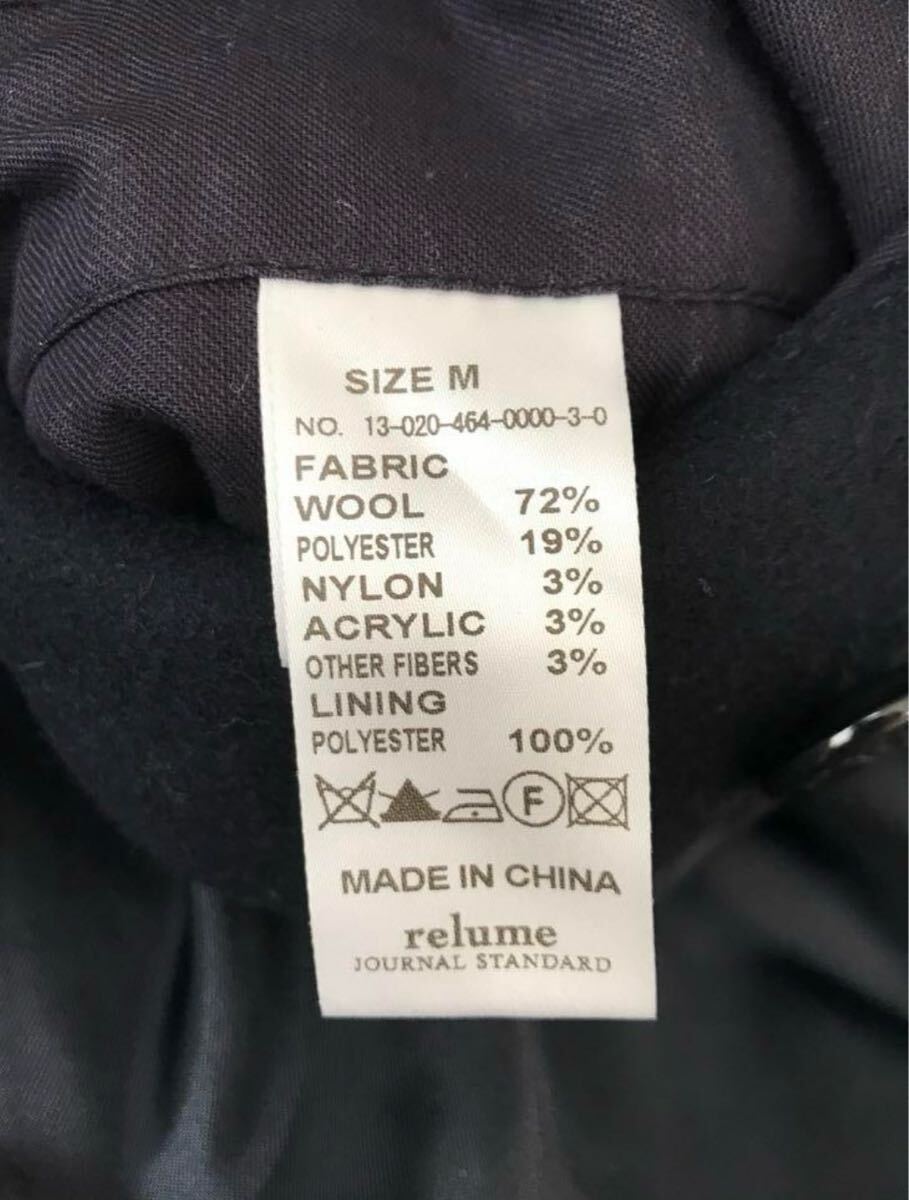 SIZE M
NO. 13-020-464-0000-3-0
FABRIC
WOOL 72%
POLYESTER 19%
NYLON 3%
ACRYLIC 3%
OTHER FIBERS 3%
LINING
POLYESTER 100%
F
MADE IN CHINA
relume
JOURNAL STANDARD